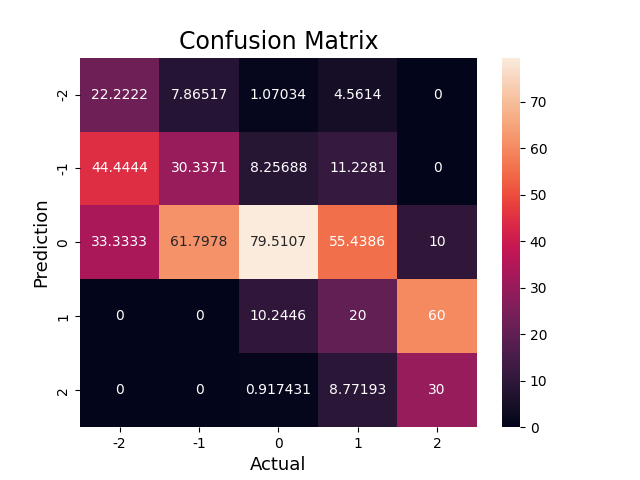 Confusion Matrix
-2 22.2222 7.86517 1.07034 4.5614 0
-1 44.4444 30.3371 8.25688 11.2281 0
0 33.3333 61.7978 79.5107 55.4386 10
1 0 0 10.2446 20 60
2 0 0 0.917431 8.77193 30
-2 -1 0 1 2
Actual
Prediction
70
60
50
40
30
20
10
0